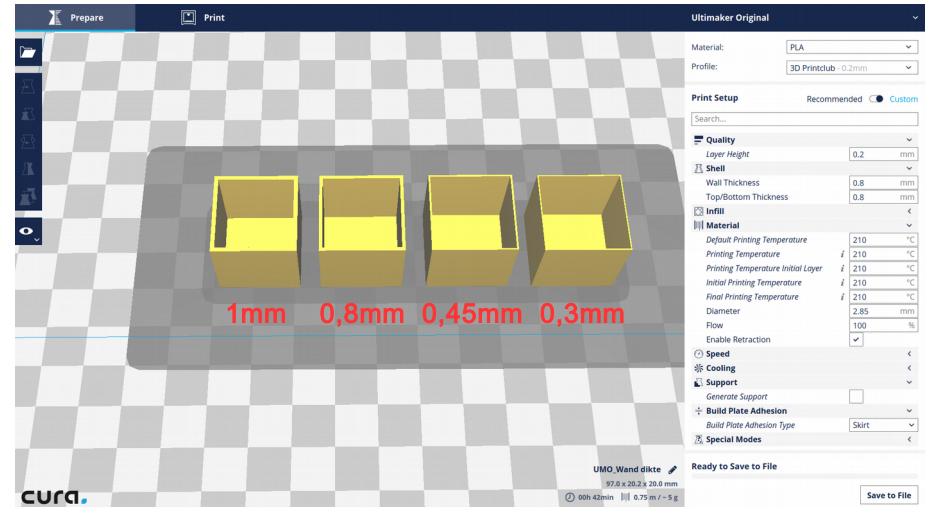 Prepare
Print
Ultimaker Original
Material: PLA
Profile: 3D Printclub - 0.2mm
Print Setup Recommended Custom
Search...
Quality
Layer Height 0.2 mm
Shell
Wall Thickness 0.8 mm
Top/Bottom Thickness 0.8 mm
Infill
Material
Default Printing Temperature 210 °C
Printing Temperature i 210 °C
Printing Temperature Initial Layer i 210 °C
Initial Printing Temperature i 210 °C
Final Printing Temperature i 210 °C
Diameter 2.85 mm
Flow 100 %
Enable Retraction
Speed
Cooling
Support
Generate Support
Build Plate Adhesion
Build Plate Adhesion Type Skirt
Special Modes
1mm 0,8mm 0,45mm 0,3mm
UMO_Wand dikte
97.0 x 20.2 x 20.0 mm
00h 42min 0.75 m / ~ 5 g
cura.
Ready to Save to File
Save to File